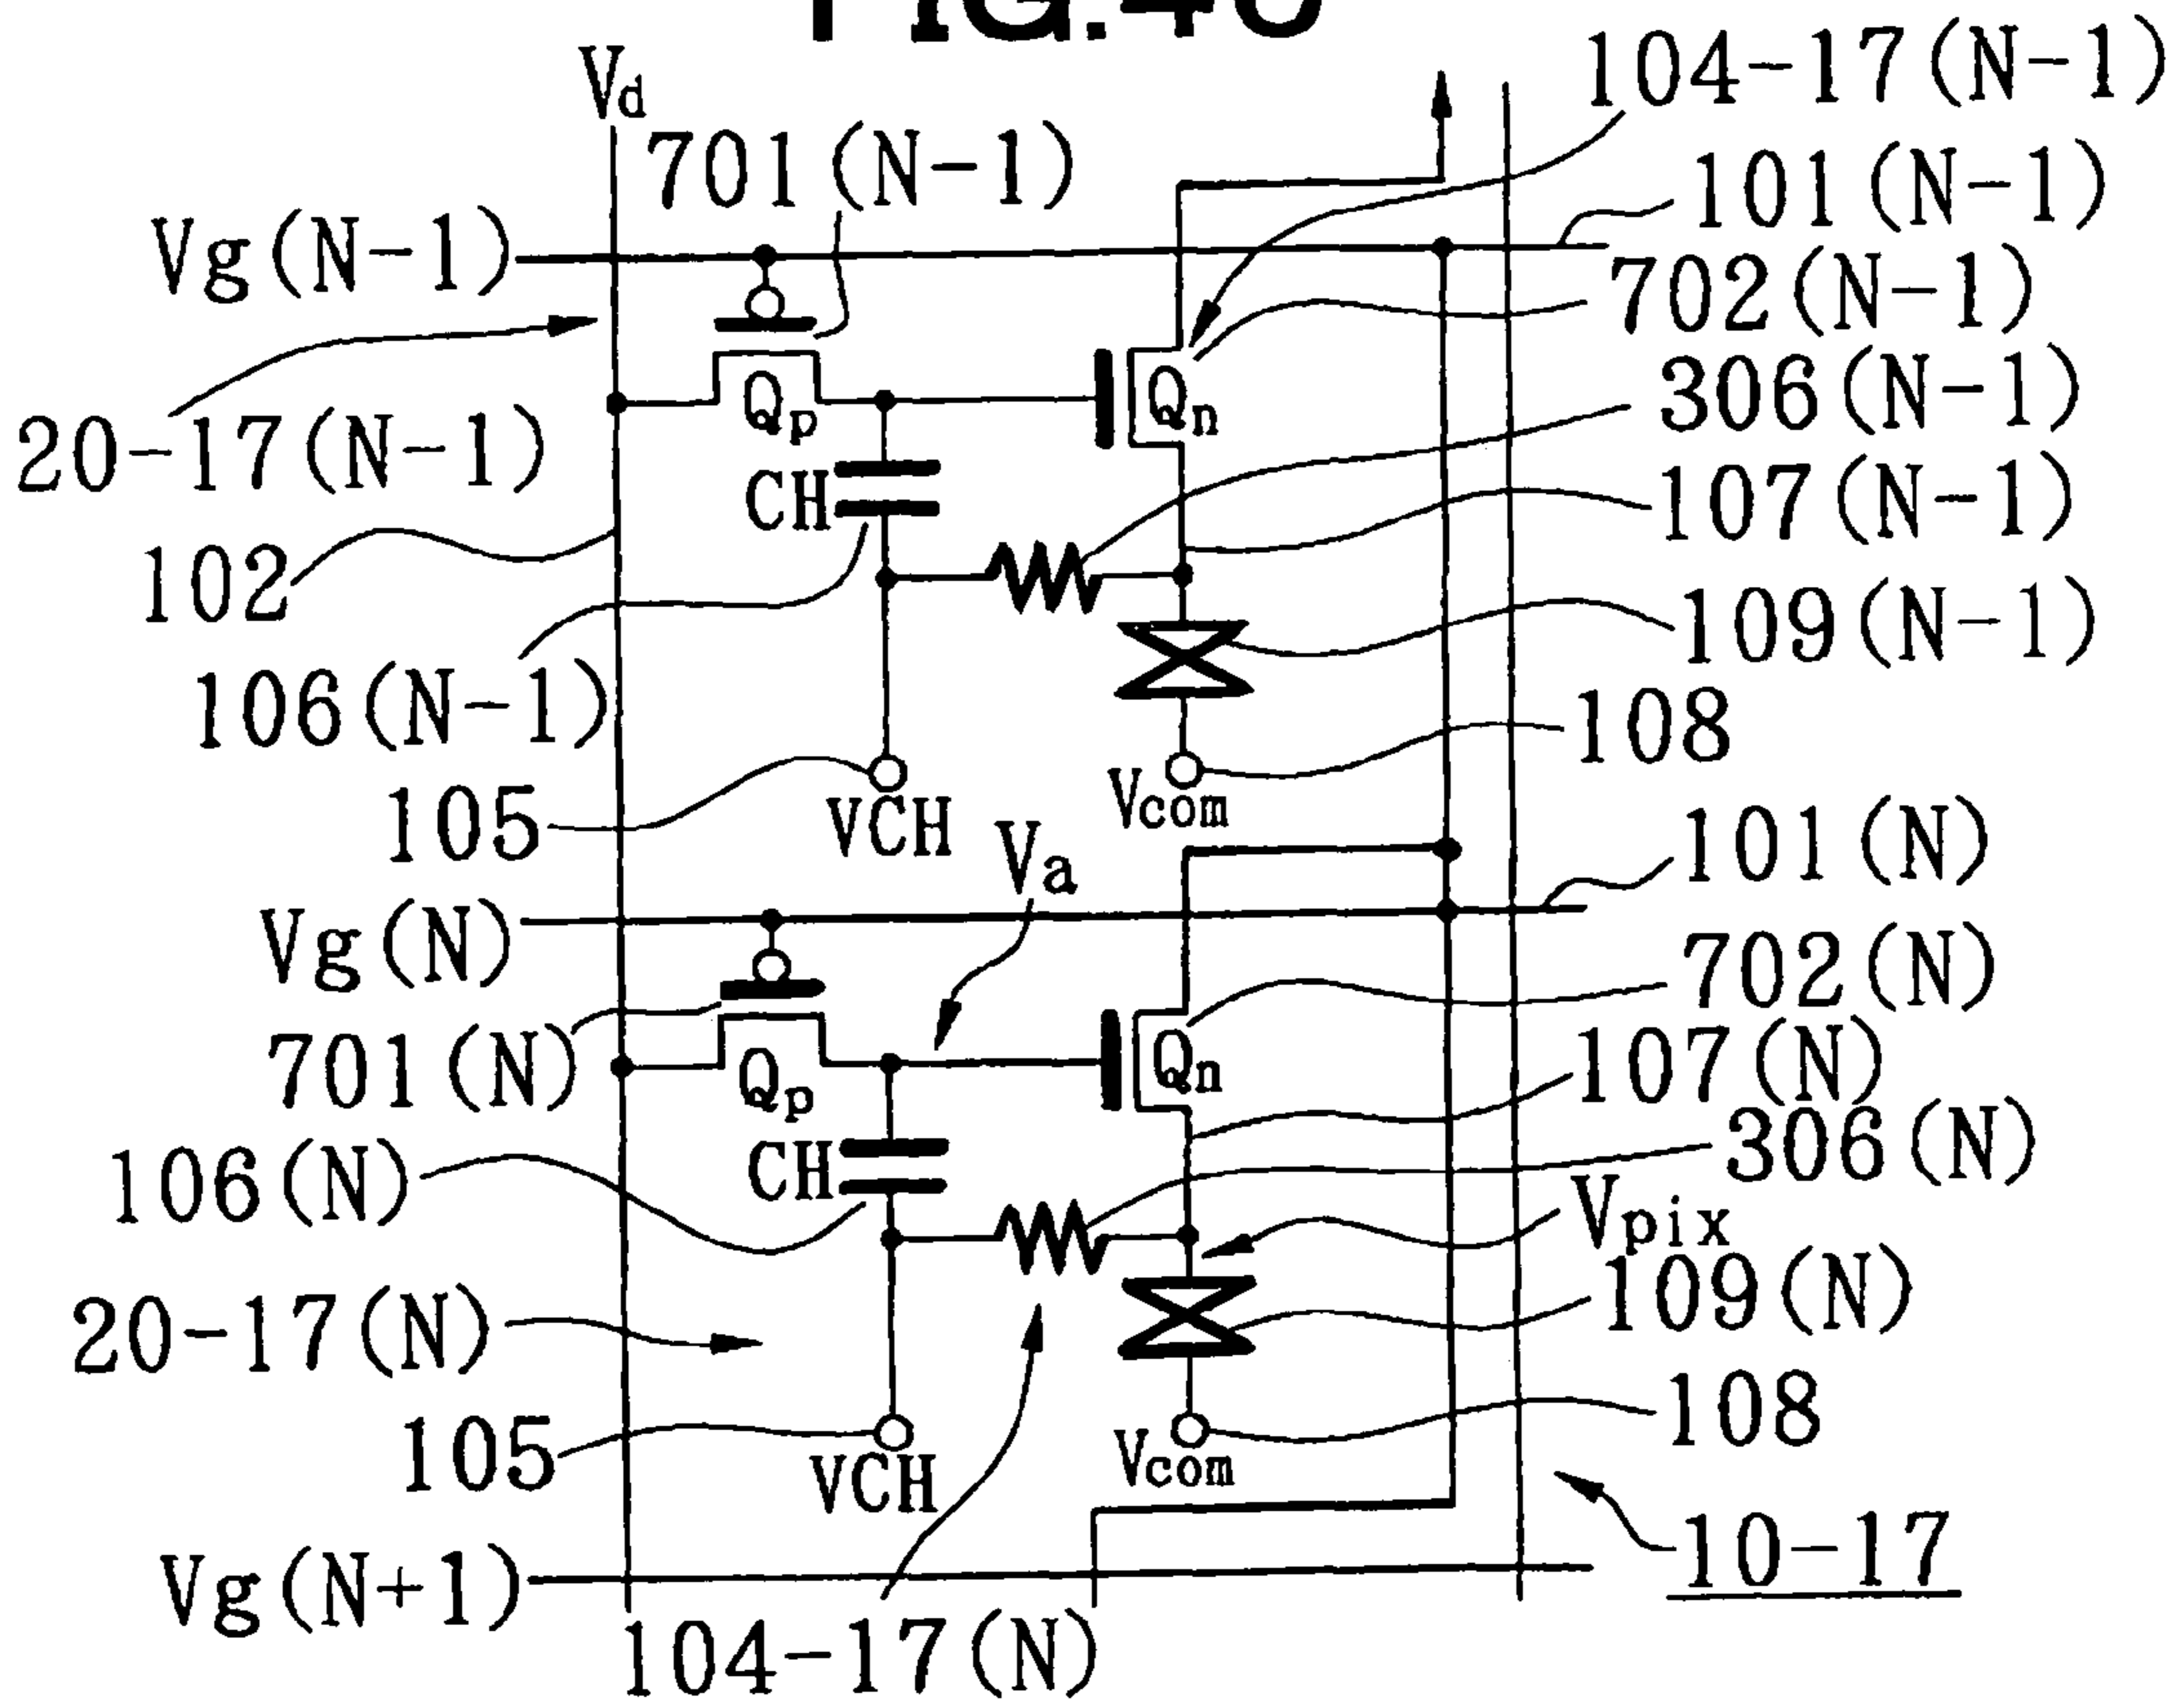 Vd
104-17(N-1)
701(N-1)
101(N-1)
Vg(N-1)
702(N-1)
306(N-1)
Qp
Qn
20-17(N-1)
107(N-1)
CH
102
109(N-1)
106(N-1)
108
105
VCH
Vcom
101(N)
Va
Vg(N)
702(N)
701(N)
Qp
Qn
107(N)
306(N)
106(N)
CH
Vpix
109(N)
20-17(N)
108
105
VCH
Vcom
10-17
Vg(N+1)
104-17(N)